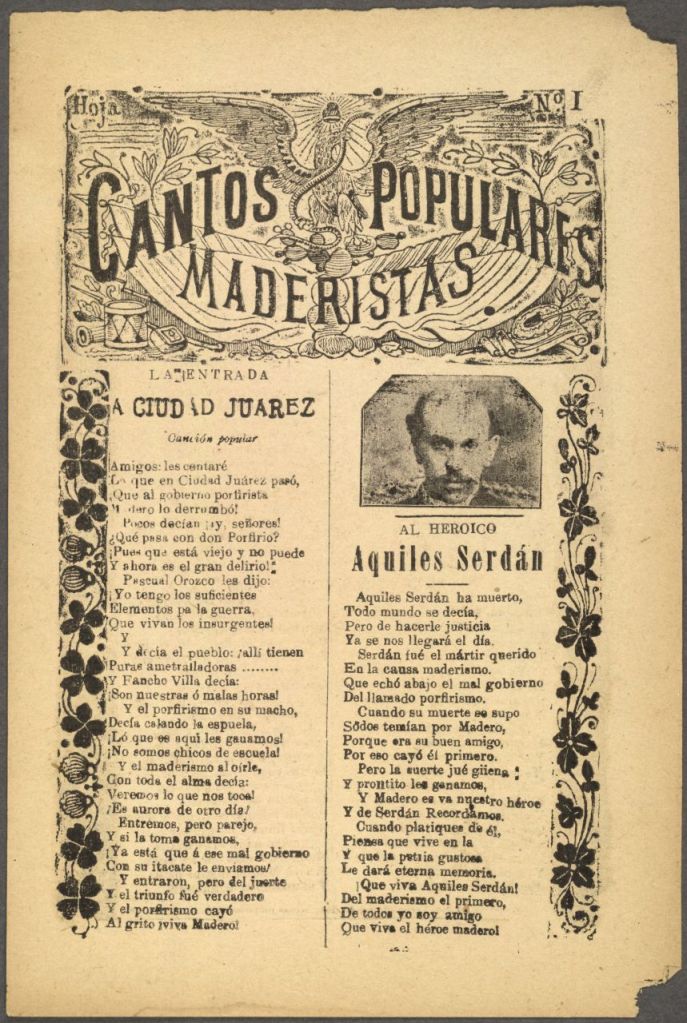 Hoja
No. I
CANTOS POPULARES
MADERISTAS.
LA ENTRADA
A CIUDAD JUAREZ
Canción popular
Amigos: les contaré
Lo que en Ciudad Juárez pasó,
Que al gobierno porfirista
Madero lo derrumbó!
Pocos decían ¡ay, señores!
¿Qué pasa con don Porfirio?
¡Pues que está viejo y no puede
Y ahora es el gran delirio!
Pascual Orozco les dijo:
¡Yo tengo los suficientes
Elementos pa la guerra,
Que vivan los insurgentes!
Y
Y decía el pueblo: ¡allí tienen
Puras ametralladoras ........
Y Pancho Villa decía:
¡Son nuestras ó malas horas!
Y el porfirismo en su macho,
Decía calando la espuela,
¡Ló que es aquí les ganamos!
¡No somos chicos de escuela!
Y el maderismo al oírle,
Con toda el alma decía:
Veremos lo que nos toca!
¡Es aurora de otro día!
Entremos, pero parejo,
Y si la toma ganamos,
¡Ya está que á ese mal gobierno
Con su itacate le enviamos!
Y entraron, pero del juerte
Y el triunfo fué verdadero
Y el porfirismo cayó
Al grito ¡viva Madero!
AL HEROICO
Aquiles Serdán
Aquiles Serdán ha muerto,
Todo mundo se decía,
Pero de hacerle justicia
Ya se nos llegará el día.
Serdán fué el mártir querido
En la causa maderismo.
Que echó abajo el mal gobierno
Del llamado porfirismo.
Cuando su muerte se supo
Sódos temían por Madero,
Porque era su buen amigo,
Por eso cayó él primero.
Pero la suerte jué güena;
Y prontito les ganamos,
Y Madero es va nuestro héroe
Y de Serdán Recordamos.
Cuando platiques de él,
Piensa que vive en la
Y que la patria gustosa
Le dará eterna memoria.
¡Que viva Aquiles Serdán!
Del maderismo el primero,
De todos yo soy amigo
Que viva el héroe madero!